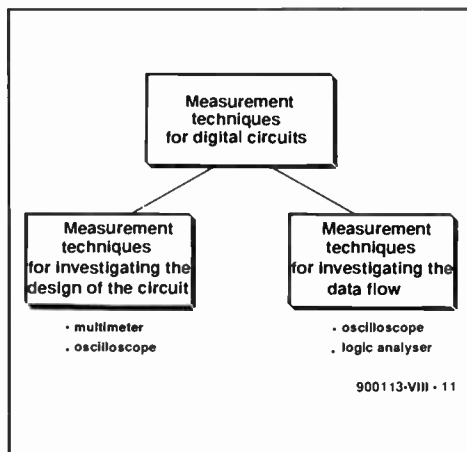 Measurement
techniques
for digital circuits
Measurement
techniques
for investigating the
design of the circuit
· multimeter
· oscilloscope
Measurement
techniques
for investigating the
data flow
· oscilloscope
· logic analyser
900113-VIII - 11